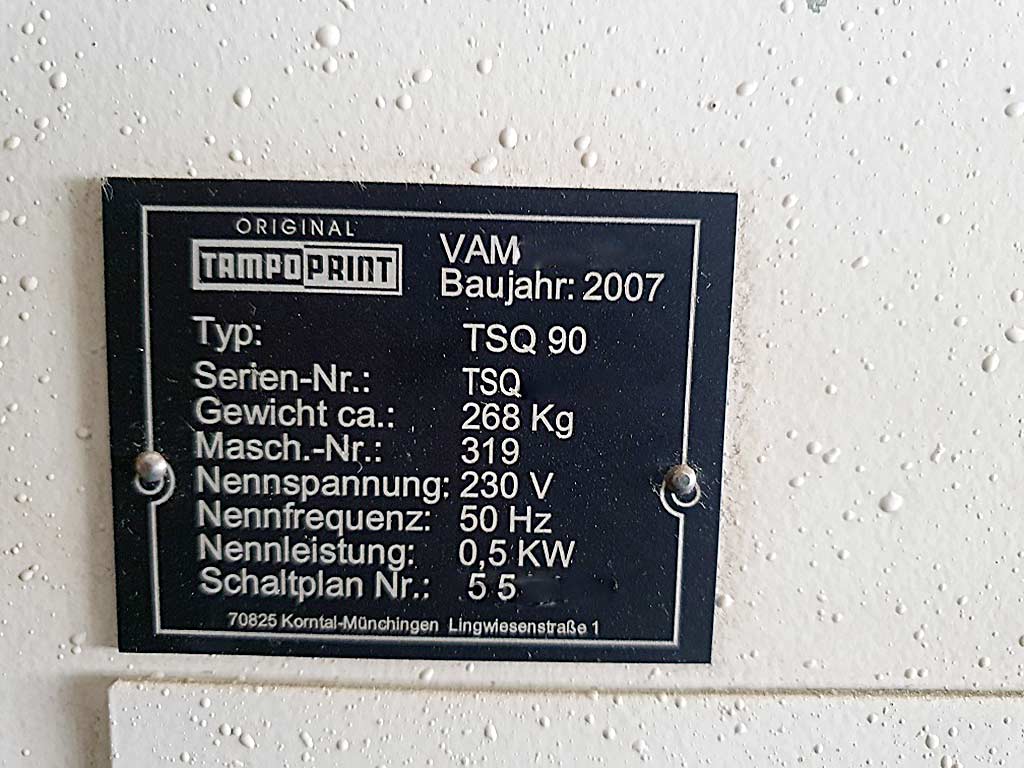 ORIGINAL
TAMPOPRINT
VAM
Baujahr: 2007
Typ: TSQ 90
Serien-Nr.: TSQ
Gewicht ca.: 268 Kg
Masch.-Nr.: 319
Nennspannung: 230 V
Nennfrequenz: 50 Hz
Nennleistung: 0,5 KW
Schaltplan Nr.: 5 5
70825 Korntal-Münchingen Lingwiesenstraße 1